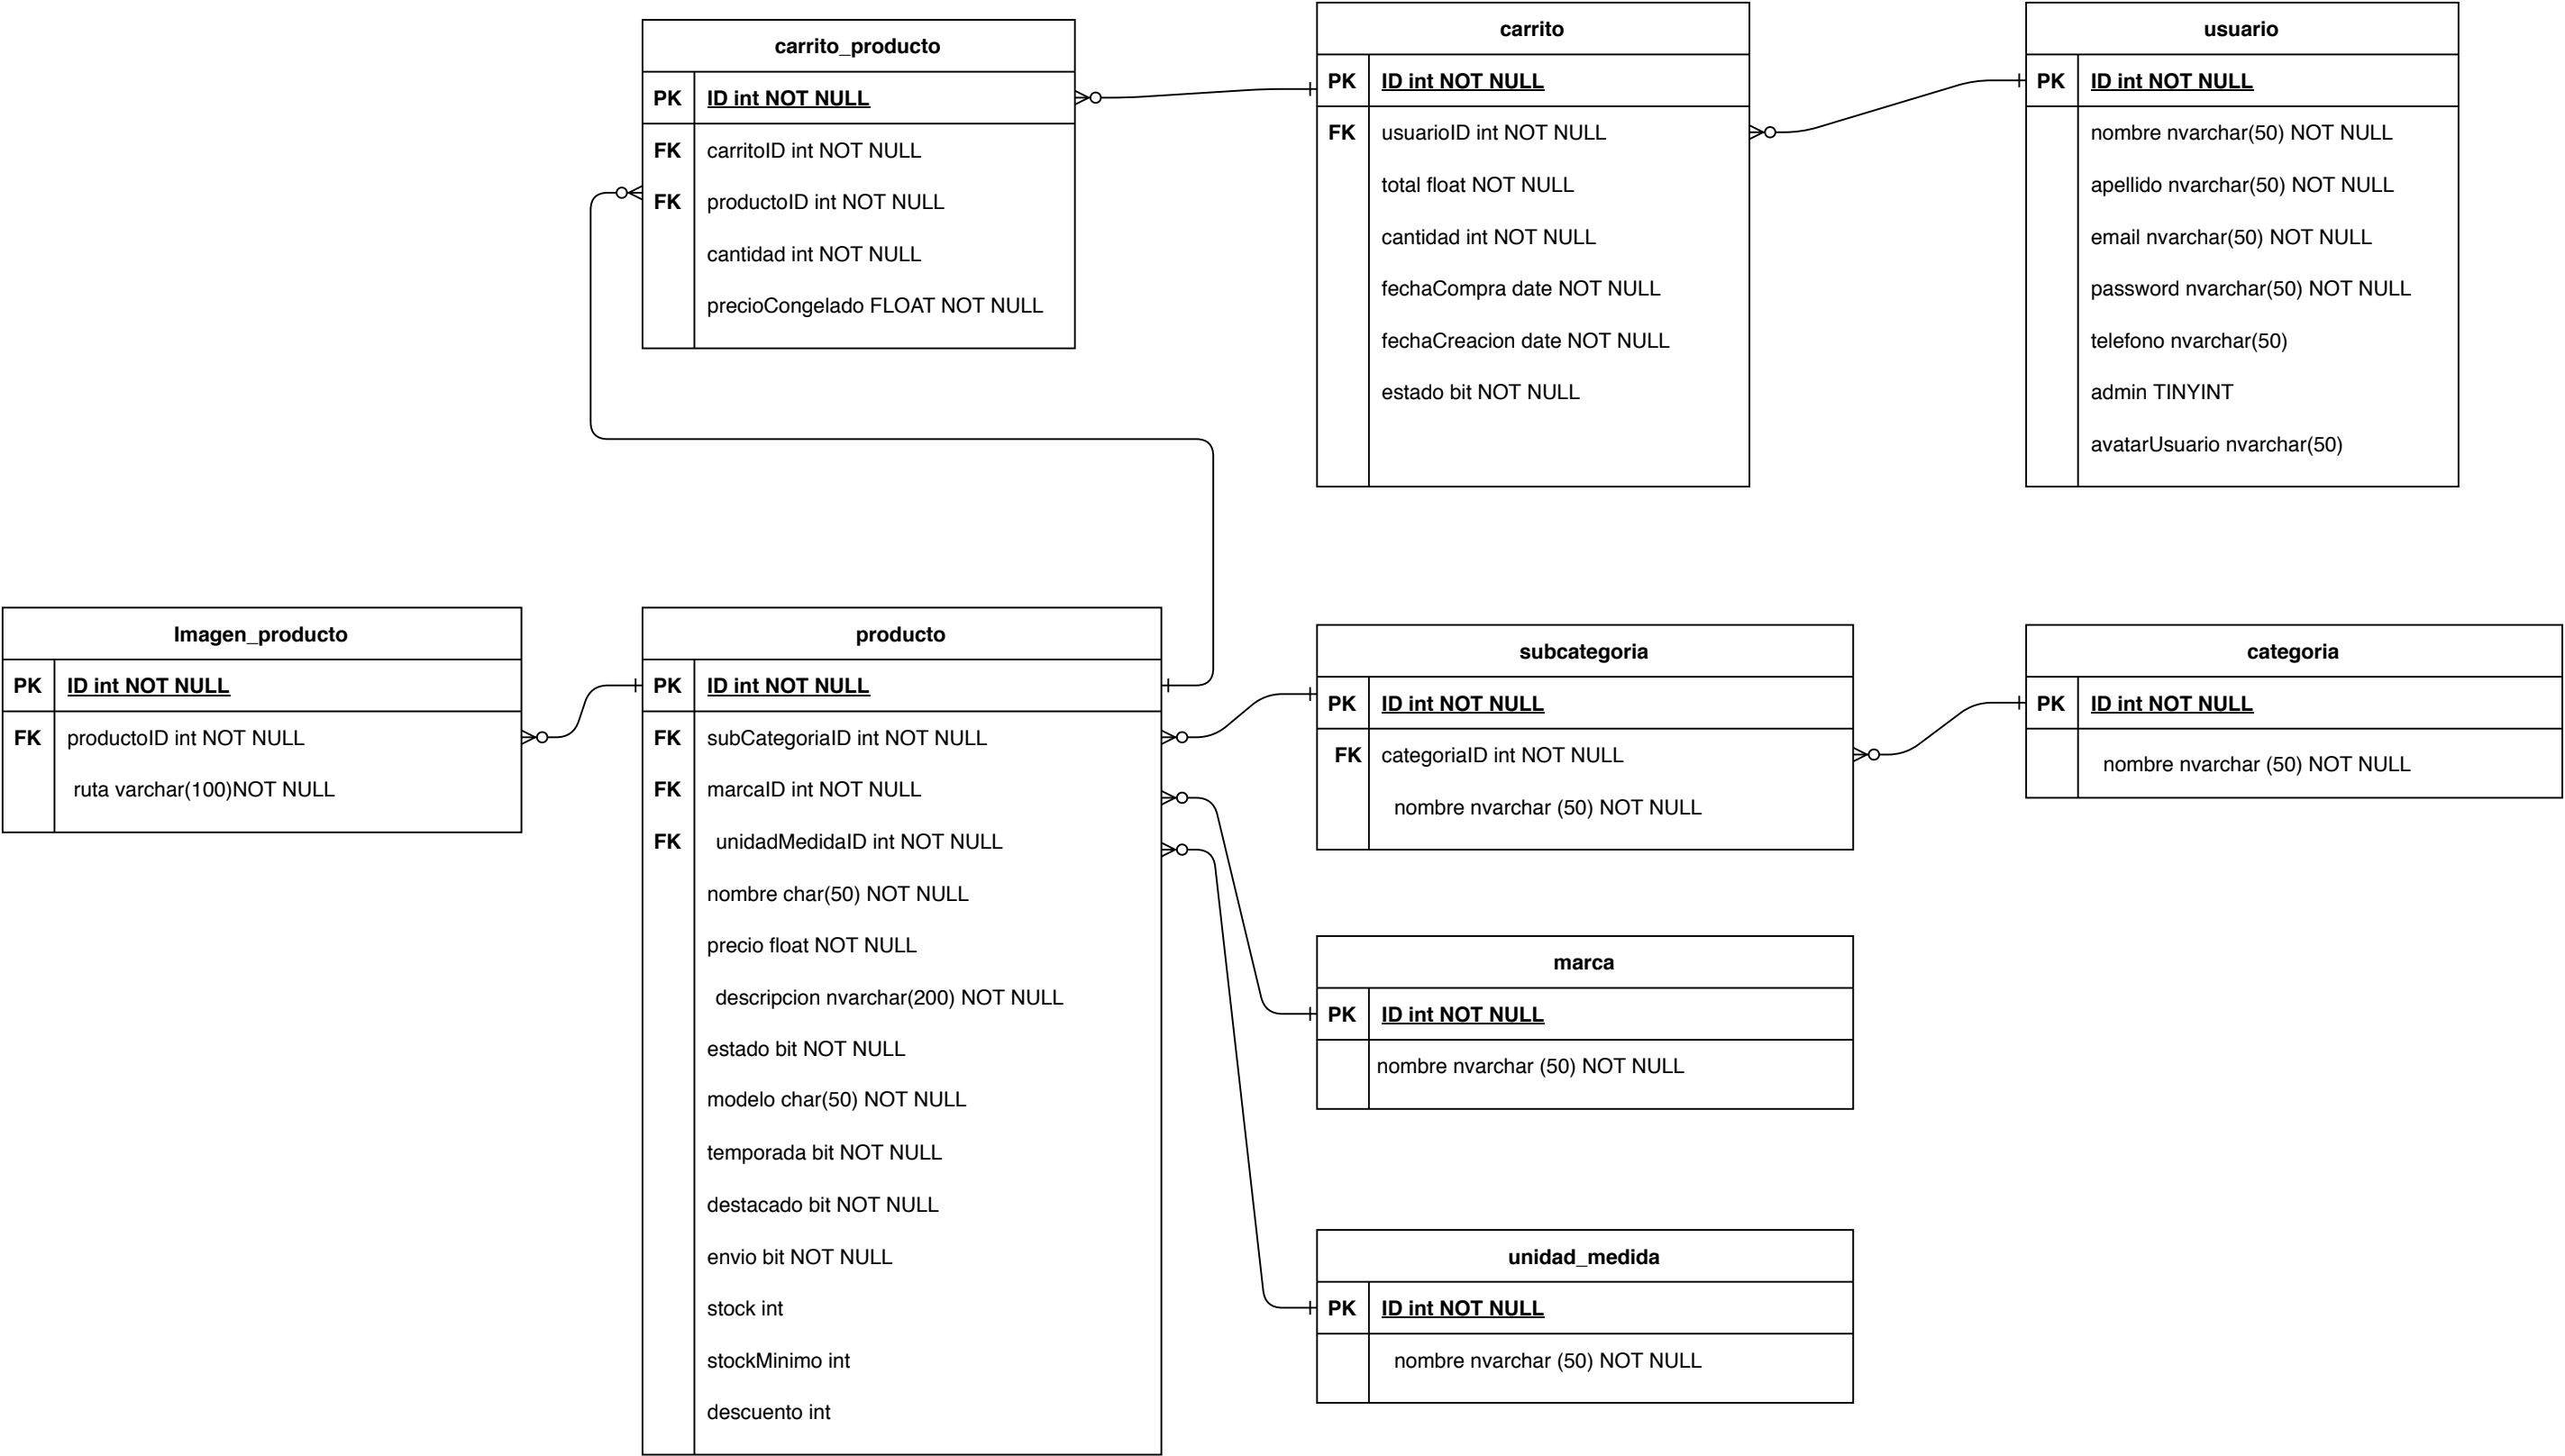 carrito_producto
PK ID int NOT NULL
FK carritoID int NOT NULL
FK productoID int NOT NULL
cantidad int NOT NULL
precioCongelado FLOAT NOT NULL
carrito
PK ID int NOT NULL
FK usuarioID int NOT NULL
total float NOT NULL
cantidad int NOT NULL
fechaCompra date NOT NULL
fechaCreacion date NOT NULL
estado bit NOT NULL
usuario
PK ID int NOT NULL
nombre nvarchar(50) NOT NULL
apellido nvarchar(50) NOT NULL
email nvarchar(50) NOT NULL
password nvarchar(50) NOT NULL
telefono nvarchar(50)
admin TINYINT
avatarUsuario nvarchar(50)
Imagen_producto
PK ID int NOT NULL
FK productoID int NOT NULL
ruta varchar(100)NOT NULL
producto
PK ID int NOT NULL
FK subCategoriaID int NOT NULL
FK marcaID int NOT NULL
FK unidadMedidaID int NOT NULL
nombre char(50) NOT NULL
precio float NOT NULL
descripcion nvarchar(200) NOT NULL
estado bit NOT NULL
modelo char(50) NOT NULL
temporada bit NOT NULL
destacado bit NOT NULL
envio bit NOT NULL
stock int
stockMinimo int
descuento int
subcategoria
PK ID int NOT NULL
FK categoriaID int NOT NULL
nombre nvarchar (50) NOT NULL
categoria
PK ID int NOT NULL
nombre nvarchar (50) NOT NULL
marca
PK ID int NOT NULL
nombre nvarchar (50) NOT NULL
unidad_medida
PK ID int NOT NULL
nombre nvarchar (50) NOT NULL